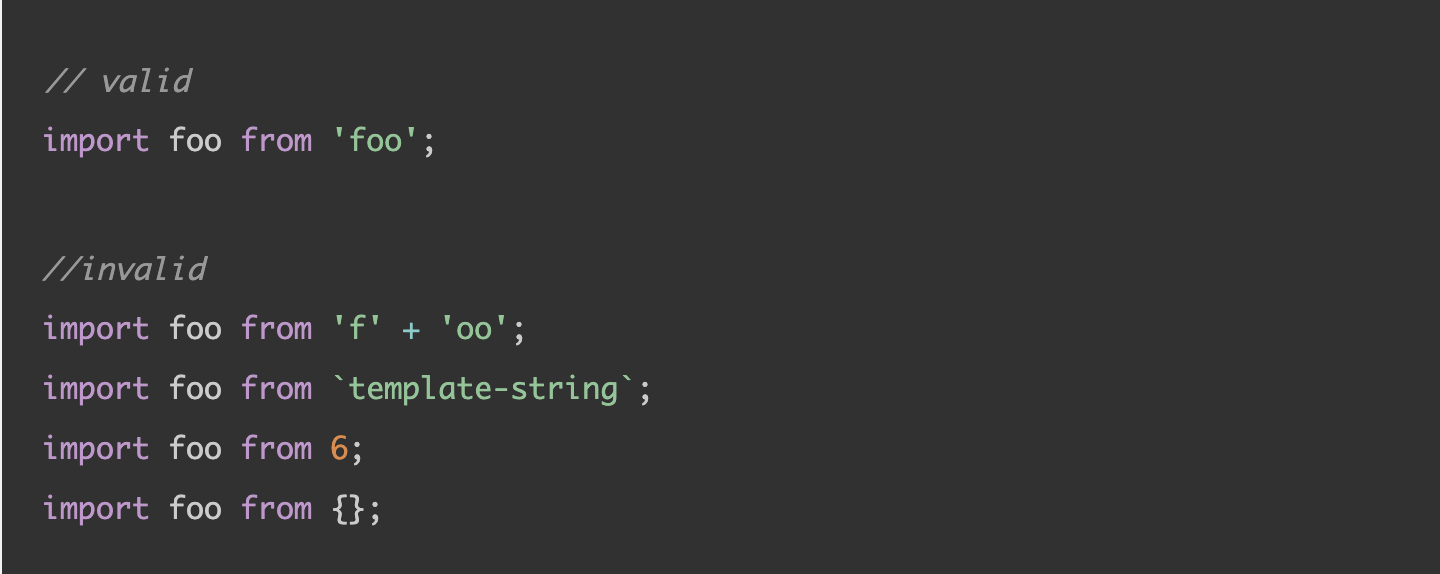 // valid
import foo from 'foo';
//invalid
import foo from 'f' + 'oo';
import foo from `template-string`;
import foo from 6;
import foo from {};